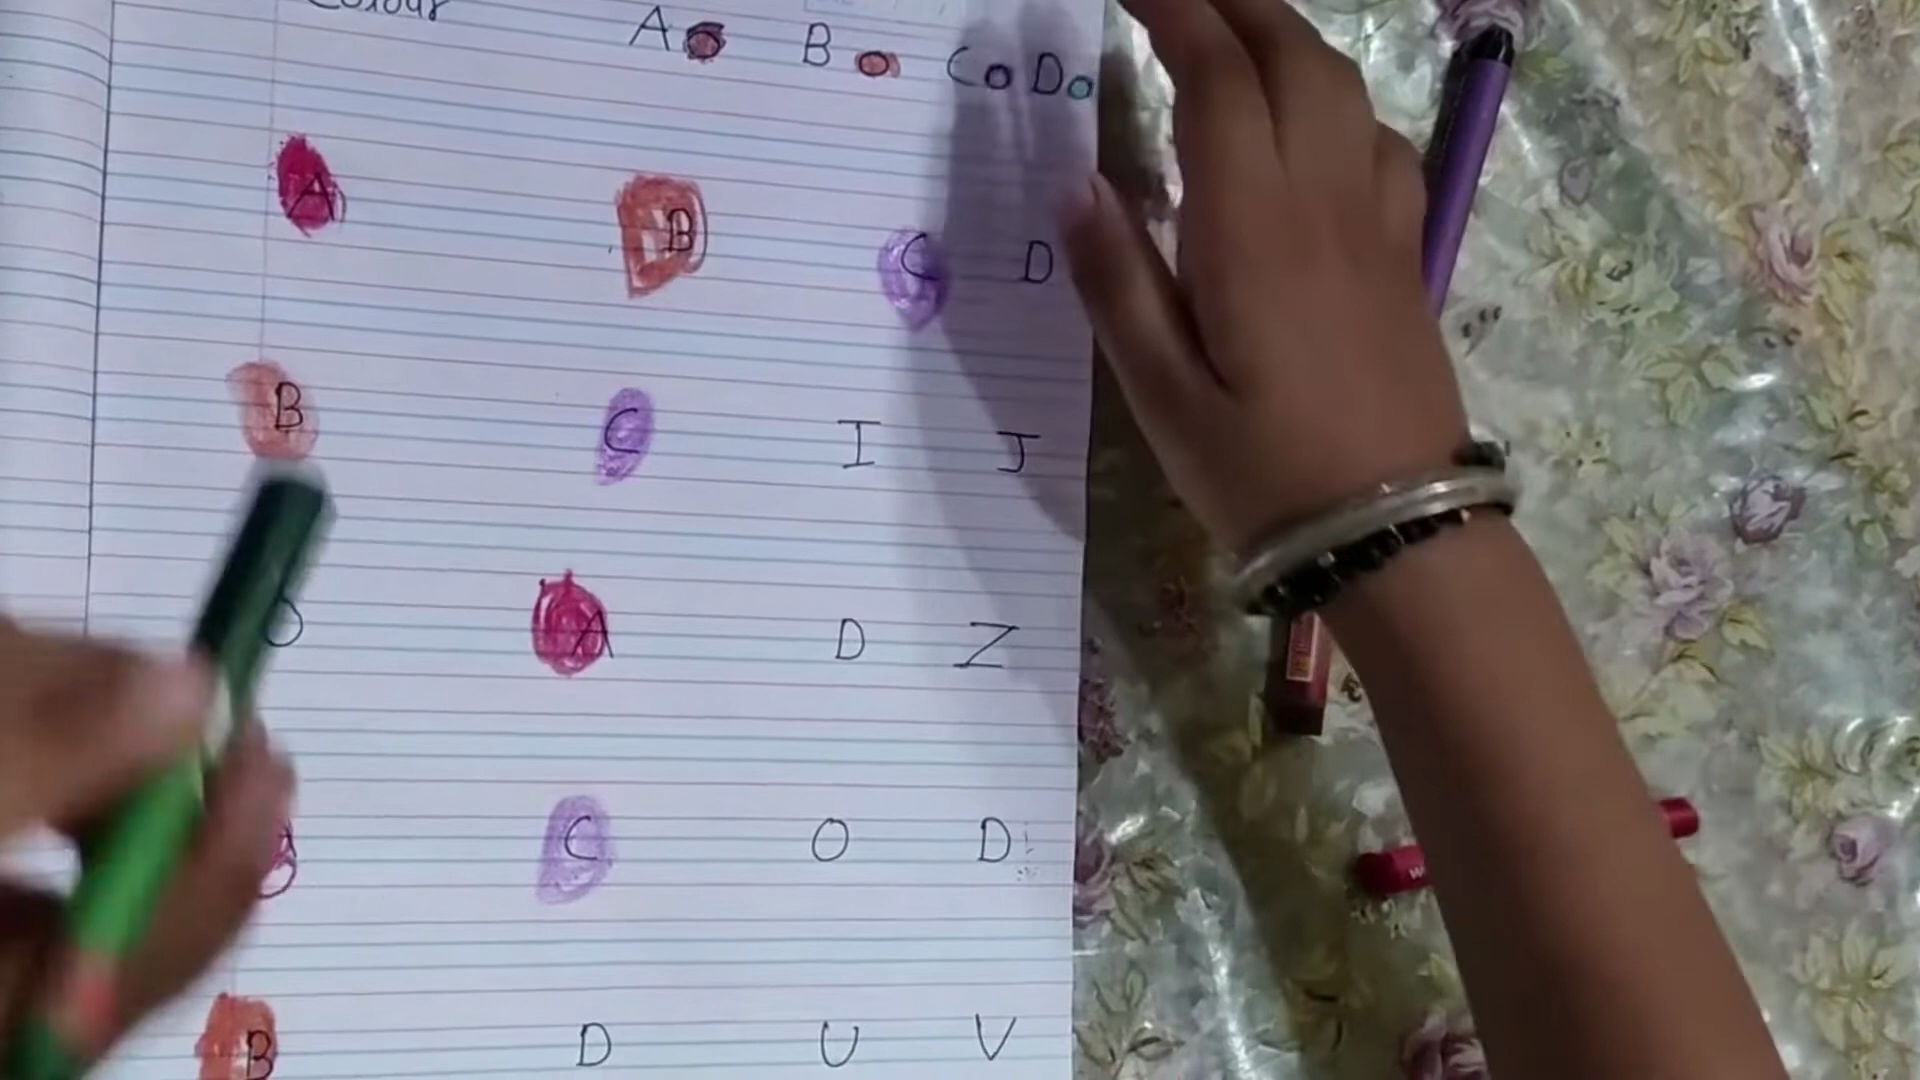 Colour
A B C D
A B C D
B C I J
A D Z
A C O D
B D U V